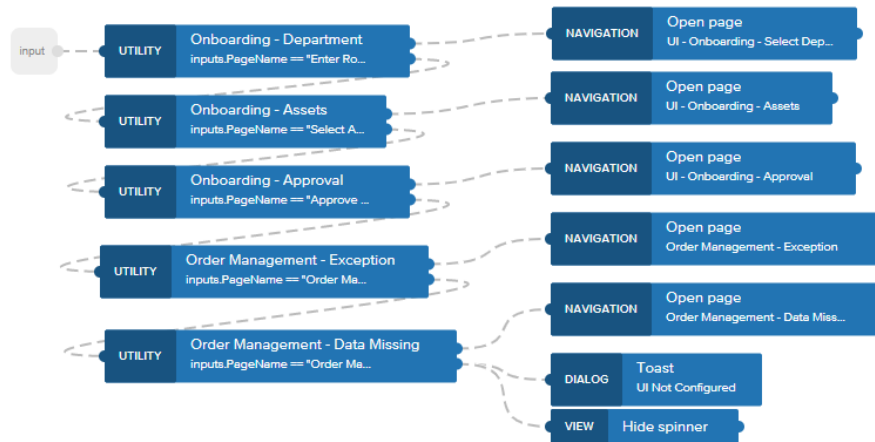 input
UTILITY
Onboarding - Department
inputs.PageName == "Enter Ro...
NAVIGATION
Open page
UI - Onboarding - Select Dep...
UTILITY
Onboarding - Assets
inputs.PageName == "Select A...
NAVIGATION
Open page
UI - Onboarding - Assets
UTILITY
Onboarding - Approval
inputs.PageName == "Approve ...
NAVIGATION
Open page
UI - Onboarding - Approval
UTILITY
Order Management - Exception
inputs.PageName == "Order Ma...
NAVIGATION
Open page
Order Management - Exception
UTILITY
Order Management - Data Missing
inputs.PageName == "Order Ma...
NAVIGATION
Open page
Order Management - Data Miss...
DIALOG
Toast
UI Not Configured
VIEW
Hide spinner